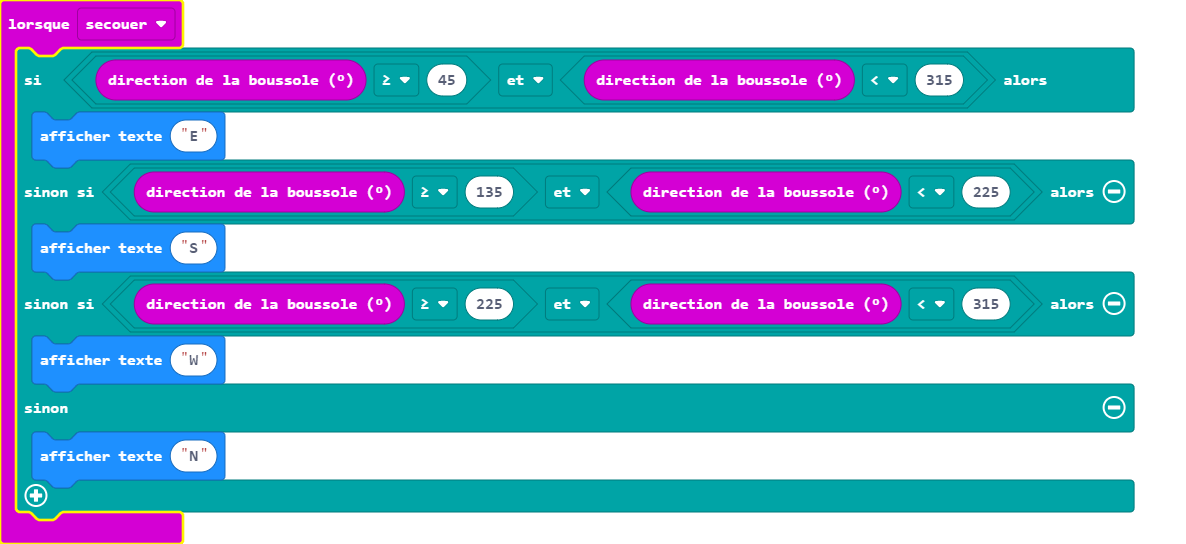 lorsque secouer
si direction de la boussole (º) ≥ 45 et direction de la boussole (º) < 315 alors
afficher texte "E"
sinon si direction de la boussole (º) ≥ 135 et direction de la boussole (º) < 225 alors
afficher texte "S"
sinon si direction de la boussole (º) ≥ 225 et direction de la boussole (º) < 315 alors
afficher texte "W"
sinon
afficher texte "N"